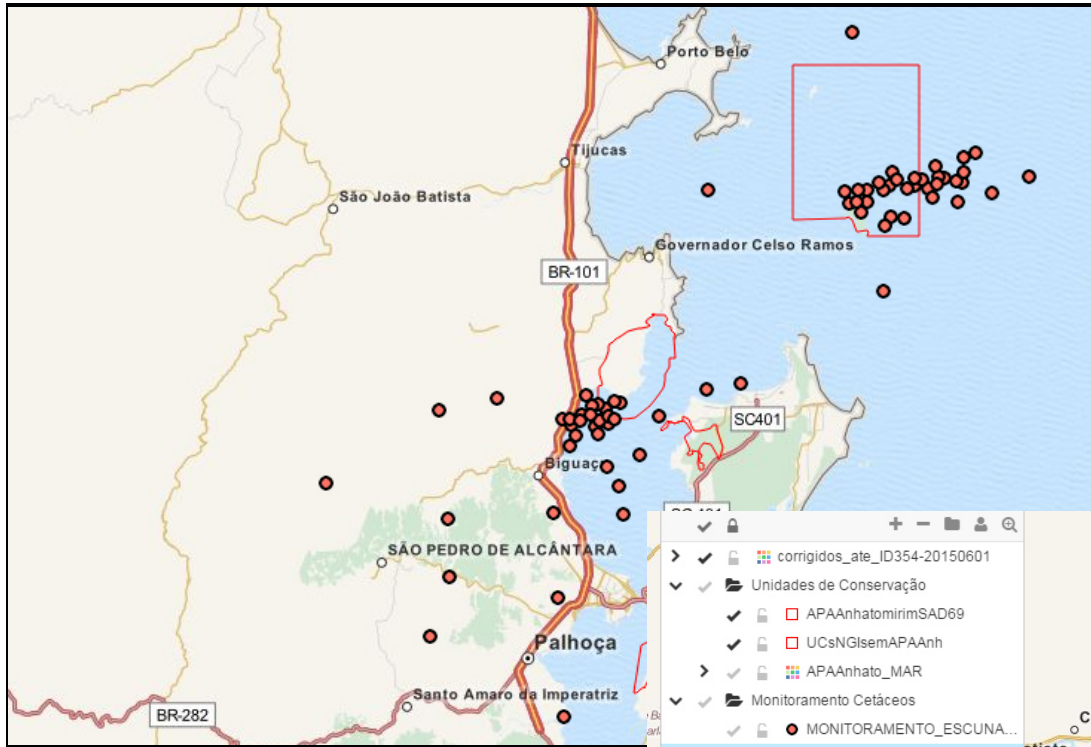 Porto Belo
Tijucas
São João Batista
Governador Celso Ramos
BR-101
SC401
Biguaçu
SÃO PEDRO DE ALCÂNTARA
Palhoça
Santo Amaro da Imperatriz
BR-282
corrigidos_ate_ID354-20150601
Unidades de Conservação
APAAnhatomirimSAD69
UCsNGIsemAPAAnh
APAAnhato_MAR
Monitoramento Cetáceos
MONITORAMENTO_ESCUNA...